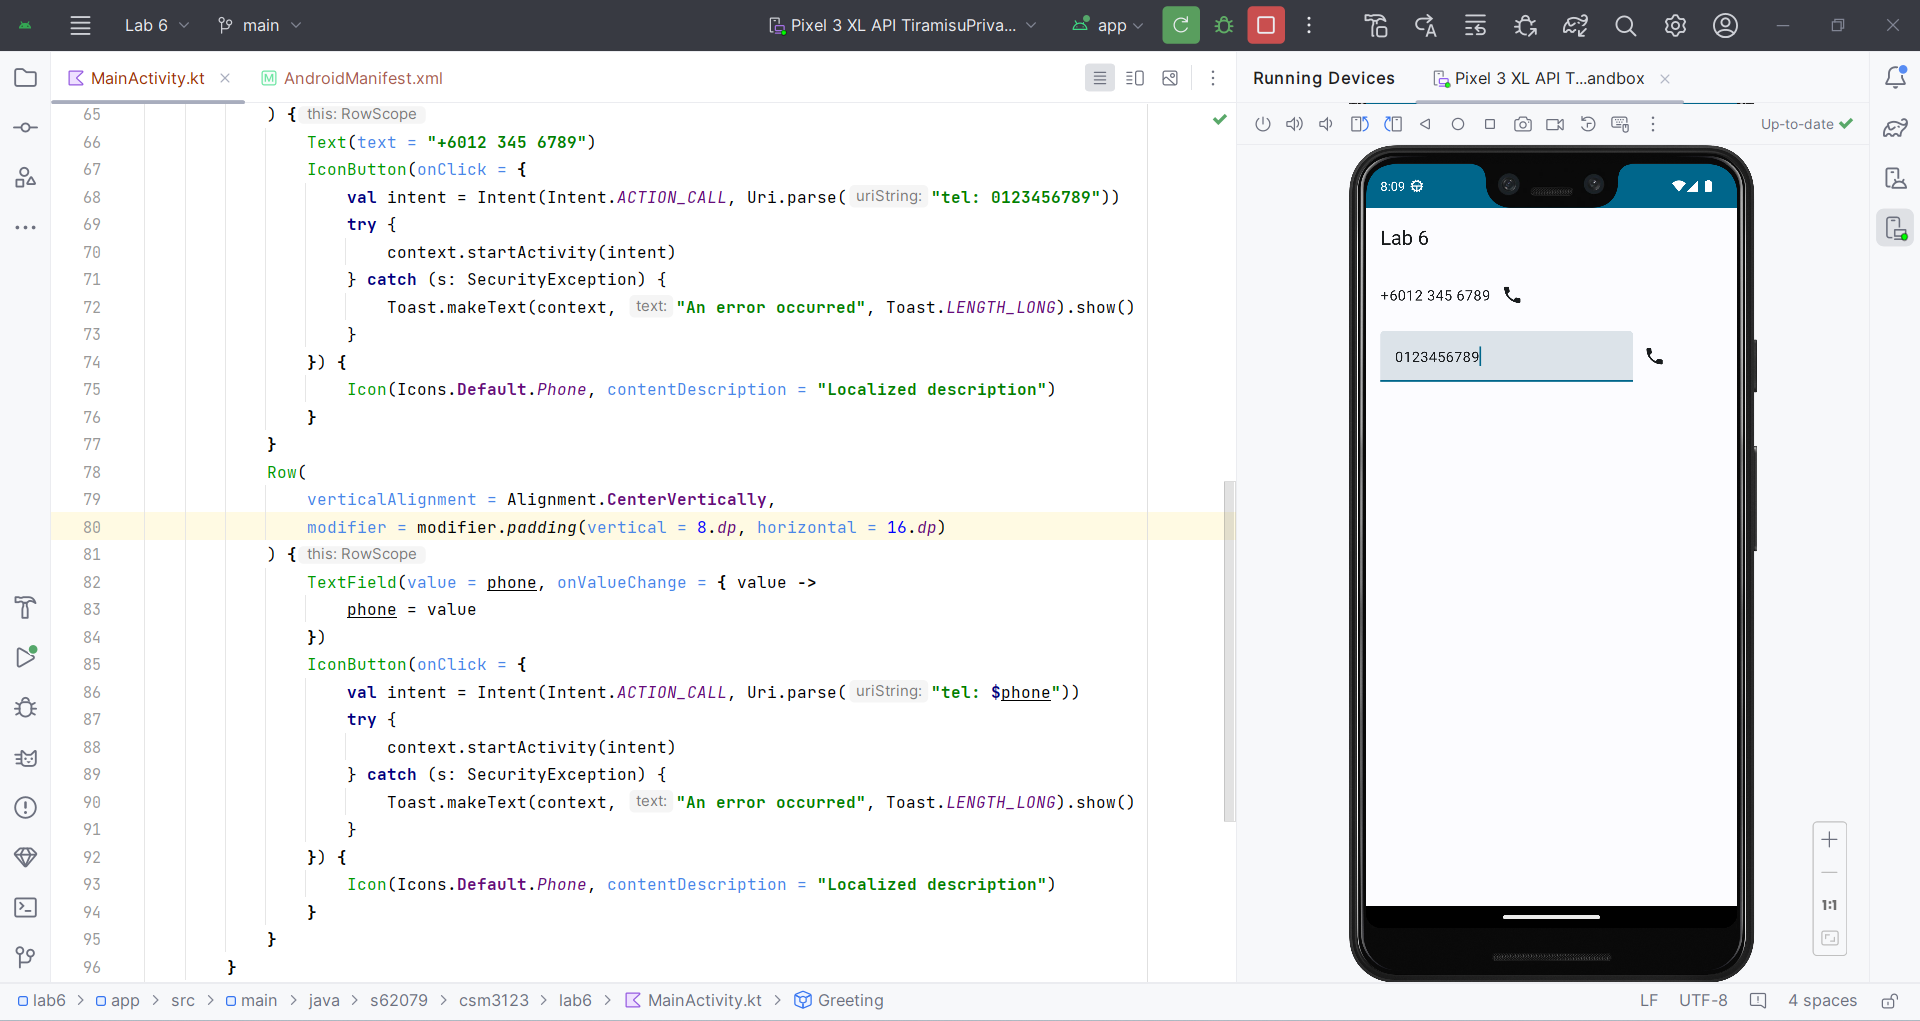 Lab 6
main
Pixel 3 XL API TiramisuPriva...
app
MainActivity.kt
AndroidManifest.xml
65 ) { this: RowScope
66 Text(text = "+6012 345 6789")
67 IconButton(onClick = {
68 val intent = Intent(Intent.ACTION_CALL, Uri.parse( uriString: "tel: 0123456789"))
69 try {
70 context.startActivity(intent)
71 } catch (s: SecurityException) {
72 Toast.makeText(context, text: "An error occurred", Toast.LENGTH_LONG).show()
73 }
74 }) {
75 Icon(Icons.Default.Phone, contentDescription = "Localized description")
76 }
77 }
78 Row(
79 verticalAlignment = Alignment.CenterVertically,
80 modifier = modifier.padding(vertical = 8.dp, horizontal = 16.dp)
81 ) { this: RowScope
82 TextField(value = phone, onValueChange = { value ->
83 phone = value
84 })
85 IconButton(onClick = {
86 val intent = Intent(Intent.ACTION_CALL, Uri.parse( uriString: "tel: $phone"))
87 try {
88 context.startActivity(intent)
89 } catch (s: SecurityException) {
90 Toast.makeText(context, text: "An error occurred", Toast.LENGTH_LONG).show()
91 }
92 }) {
93 Icon(Icons.Default.Phone, contentDescription = "Localized description")
94 }
95 }
96 }
Running Devices
Pixel 3 XL API T...andbox
Up-to-date
8:09
Lab 6
+6012 345 6789
0123456789
1:1
lab6 > app > src > main > java > s62079 > csm3123 > lab6 > MainActivity.kt > Greeting
LF UTF-8 4 spaces